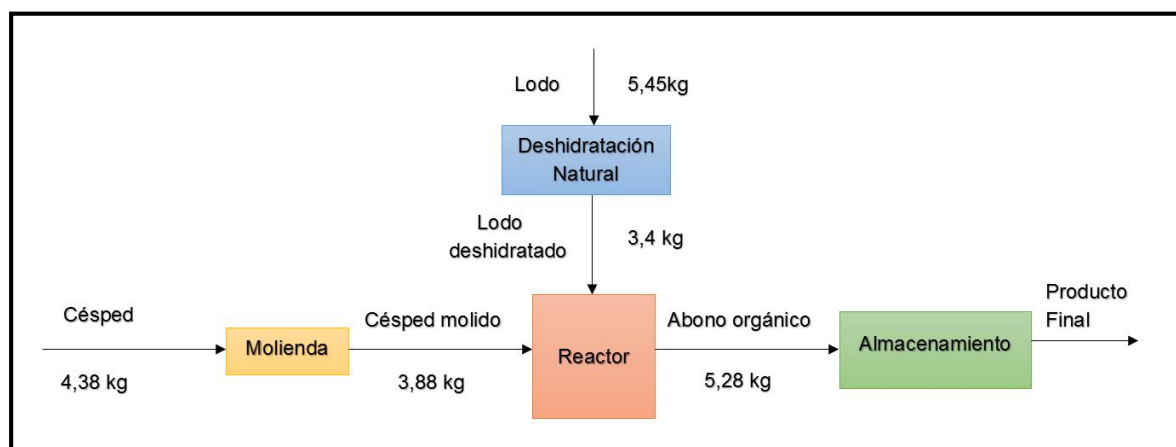 Lodo 5,45kg
Deshidratación
Natural
Lodo
deshidratado
3,4 kg
Césped
4,38 kg
Molienda
Césped molido
3,88 kg
Reactor
Abono orgánico
5,28 kg
Almacenamiento
Producto
Final